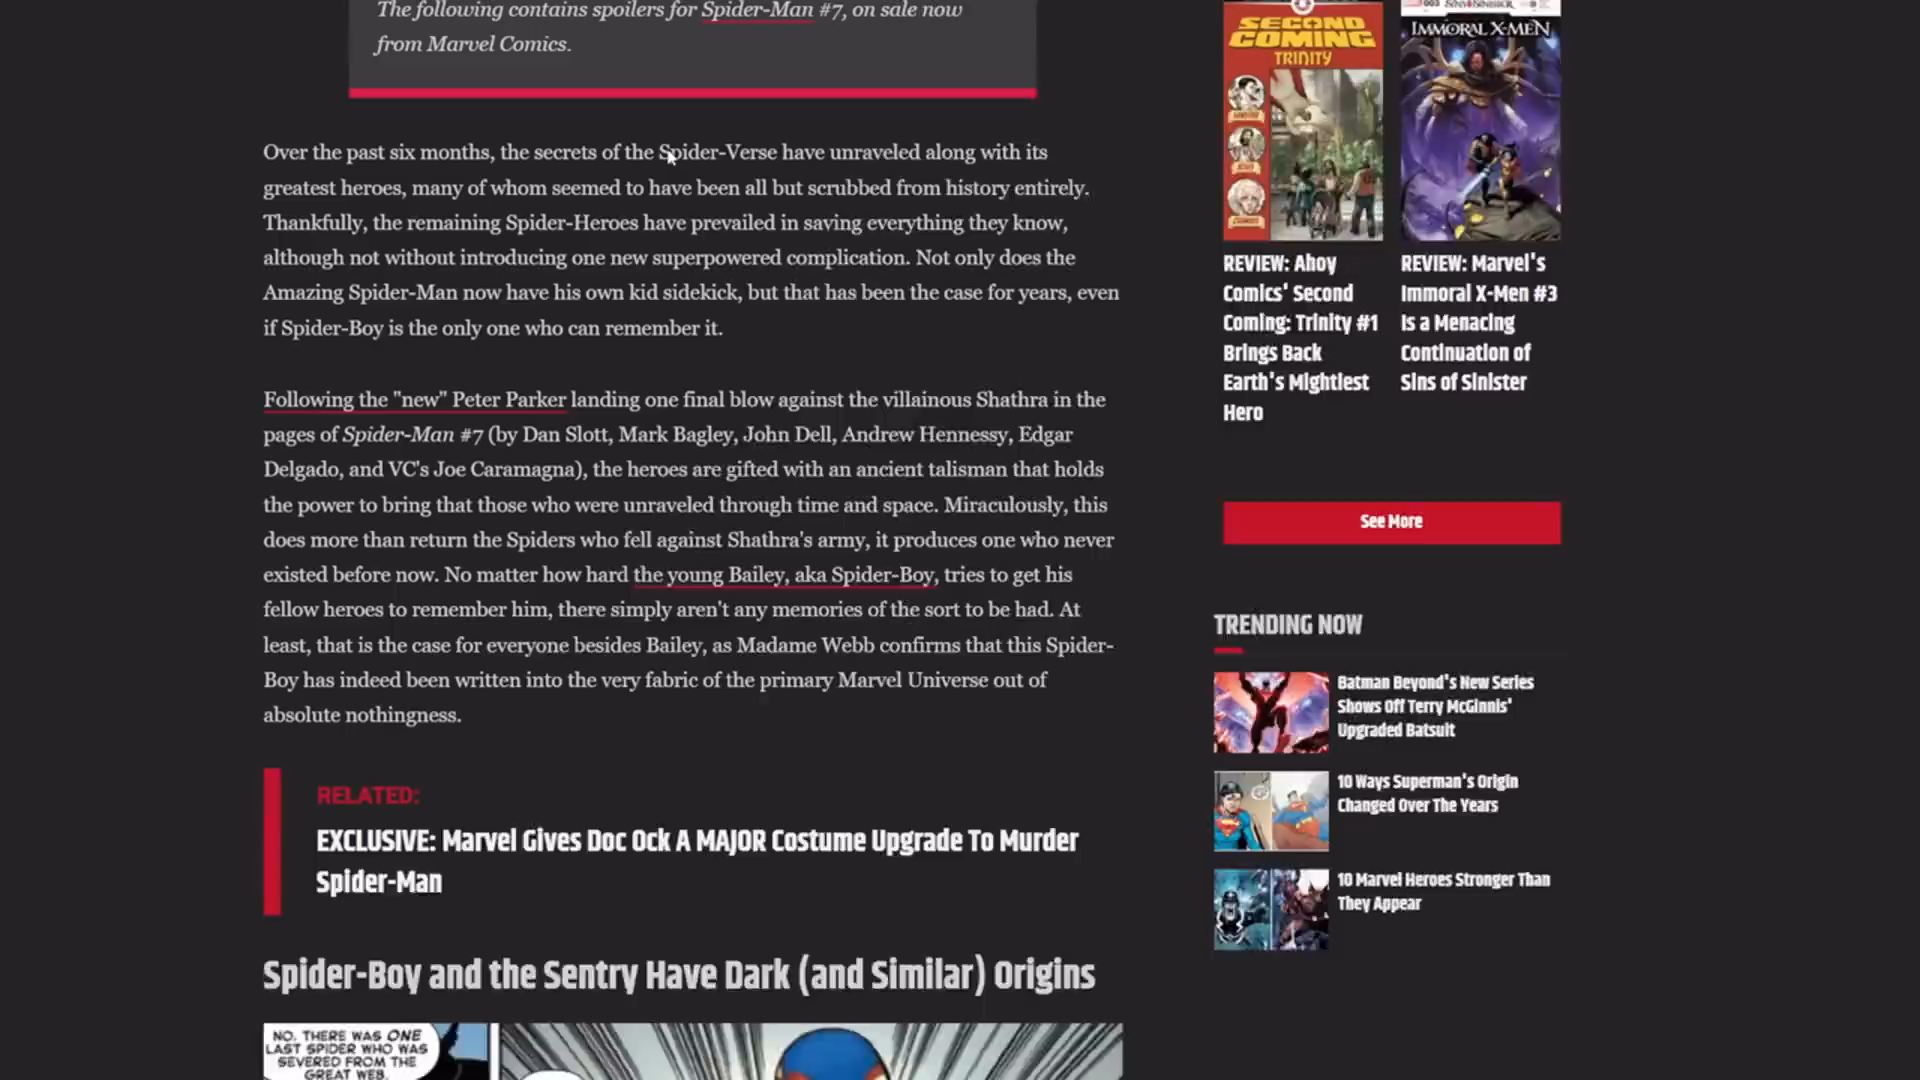 The following contains spoilers for Spider-Man #7, on sale now
from Marvel Comics.
Over the past six months, the secrets of the Spider-Verse have unraveled along with its
greatest heroes, many of whom seemed to have been all but scrubbed from history entirely.
Thankfully, the remaining Spider-Heroes have prevailed in saving everything they know,
although not without introducing one new superpowered complication. Not only does the
Amazing Spider-Man now have his own kid sidekick, but that has been the case for years, even
if Spider-Boy is the only one who can remember it.
Following the "new" Peter Parker landing one final blow against the villainous Shathra in the
pages of Spider-Man #7 (by Dan Slott, Mark Bagley, John Dell, Andrew Hennessy, Edgar
Delgado, and VC's Joe Caramagna), the heroes are gifted with an ancient talisman that holds
the power to bring that those who were unraveled through time and space. Miraculously, this
does more than return the Spiders who fell against Shathra's army, it produces one who never
existed before now. No matter how hard the young Bailey, aka Spider-Boy, tries to get his
fellow heroes to remember him, there simply aren't any memories of the sort to be had. At
least, that is the case for everyone besides Bailey, as Madame Webb confirms that this Spider-
Boy has indeed been written into the very fabric of the primary Marvel Universe out of
absolute nothingness.
RELATED:
EXCLUSIVE: Marvel Gives Doc Ock A MAJOR Costume Upgrade To Murder
Spider-Man
Spider-Boy and the Sentry Have Dark (and Similar) Origins
NO. THERE WAS ONE
LAST SPIDER WHO WAS
SEVERED FROM THE
GREAT WEB.
SECOND
COMING
TRINITY
REVIEW: Ahoy
Comics' Second
Coming: Trinity #1
Brings Back
Earth's Mightiest
Hero
003
IMMORAL X-MEN
REVIEW: Marvel's
Immoral X-Men #3
Is a Menacing
Continuation of
Sins of Sinister
See More
TRENDING NOW
Batman Beyond's New Series
Shows Off Terry McGinnis'
Upgraded Batsuit
10 Ways Superman's Origin
Changed Over The Years
10 Marvel Heroes Stronger Than
They Appear